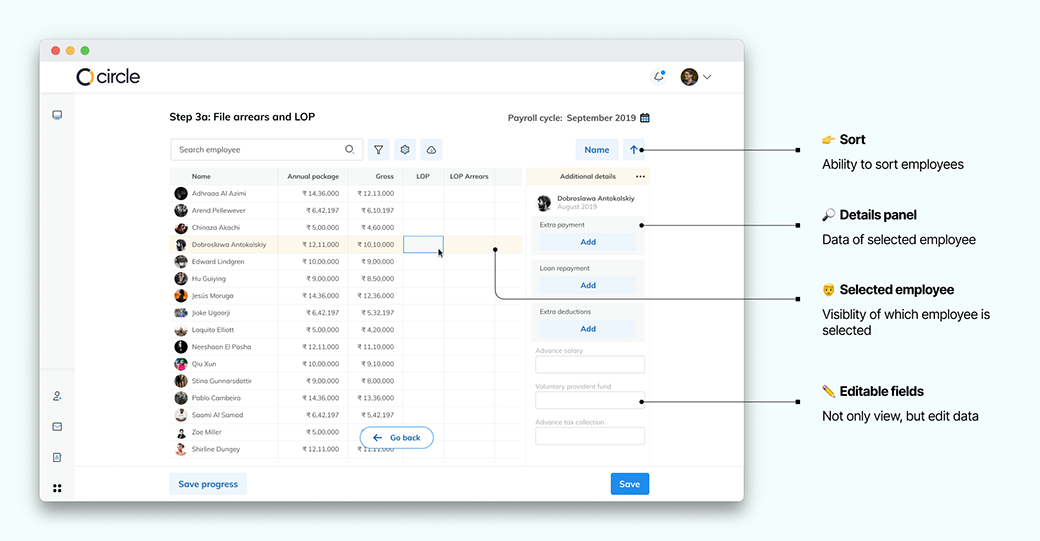 circle
Step 3a: File arrears and LOP
Payroll cycle: September 2019
Search employee
Name
Name Annual package Gross LOP LOP Arrears
Adhraaa Al Azimi ₹ 14,36,000 ₹ 12,13,000
Arend Pellewever ₹ 6,42,197 ₹ 6,10,197
Chinaza Akachi ₹ 5,00,000 ₹ 4,60,000
Dobroslawa Antokolskiy ₹ 12,11,000 ₹ 10,10,000
Edward Lindgren ₹ 10,00,000 ₹ 9,00,000
Hu Guiying ₹ 9,00,000 ₹ 8,50,000
Jesús Moruga ₹ 14,36,000 ₹ 12,36,000
Jioke Ugoorji ₹ 6,42,197 ₹ 5,32,197
Laquita Elliott ₹ 5,00,000 ₹ 4,20,000
Neeshaan El Pasha ₹ 12,11,000 ₹ 11,10,000
Qiu Xun ₹ 10,00,000 ₹ 9,10,000
Stina Gunnarsdottir ₹ 9,00,000 ₹ 8,00,000
Pablo Cambeiro ₹ 14,36,000 ₹ 13,36,000
Saami Al Samad ₹ 6,42,197 ₹ 5,42,197
Zoe Miller ₹ 5,00,000
Shirline Dungey ₹ 12,11,000
Go back
Additional details
Dobroslawa Antokolskiy
August 2019
Extra payment
Add
Loan repayment
Add
Extra deductions
Add
Advance salary
Voluntary provident fund
Advance tax collection
Save progress
Save
👉 Sort
Ability to sort employees
🔎 Details panel
Data of selected employee
Selected employee
Visiblity of which employee is
selected
✏️ Editable fields
Not only view, but edit data